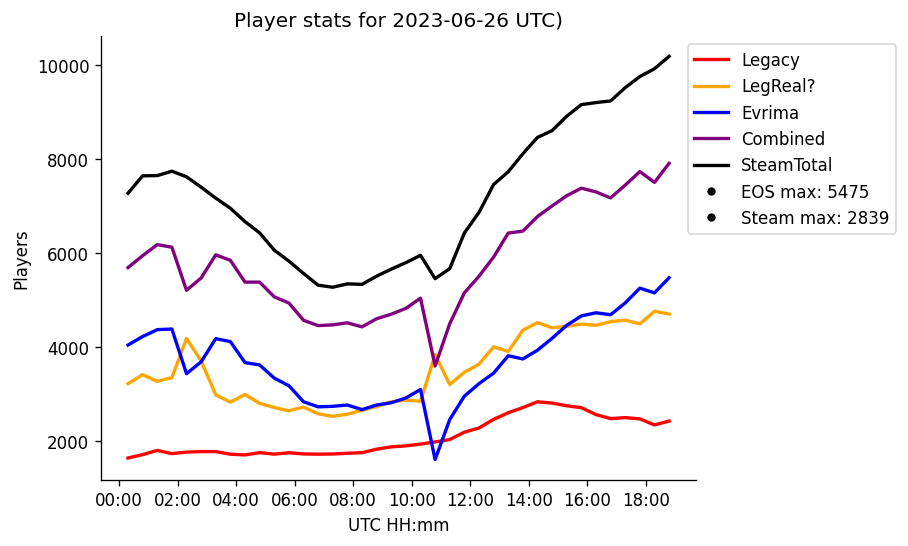 Player stats for 2023-06-26 UTC)
10000
8000
6000
4000
2000
Players
00:00 02:00 04:00 06:00 08:00 10:00 12:00 14:00 16:00 18:00
UTC HH:mm
Legacy
LegReal?
Evrima
Combined
SteamTotal
EOS max: 5475
Steam max: 2839